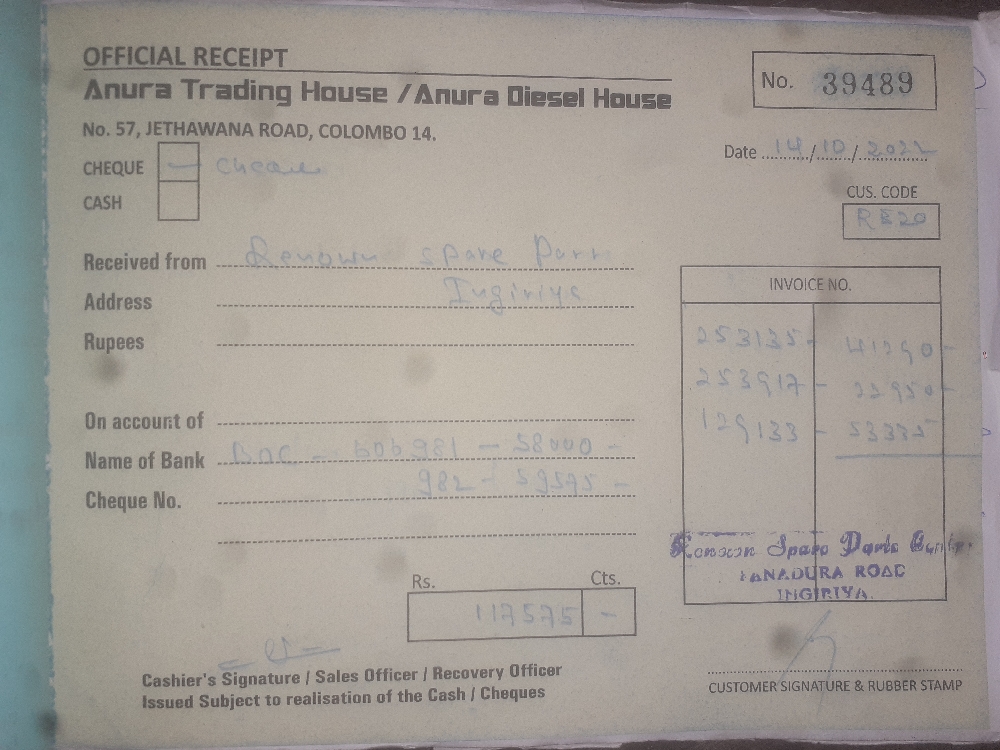 OFFICIAL RECEIPT
Anura Trading House / Anura Diesel House
No. 57, JETHAWANA ROAD, COLOMBO 14.
No. 39489
Date 14/10/2022
CHEQUE — cheque
CASH
CUS. CODE
RE20
Received from Renown Spare Parts
Address Ingiriya
Rupees
On account of
Name of Bank BOC — 606981 — 58000 -
Cheque No. 982 - 59575 -
INVOICE NO.
253135 - 41290 -
253917 - 22950 -
129133 - 53335
Spare Parts
PANADURA ROAD
INGIRIYA.
Rs. Cts.
117575 -
Cashier's Signature / Sales Officer / Recovery Officer
Issued Subject to realisation of the Cash / Cheques
CUSTOMER SIGNATURE & RUBBER STAMP